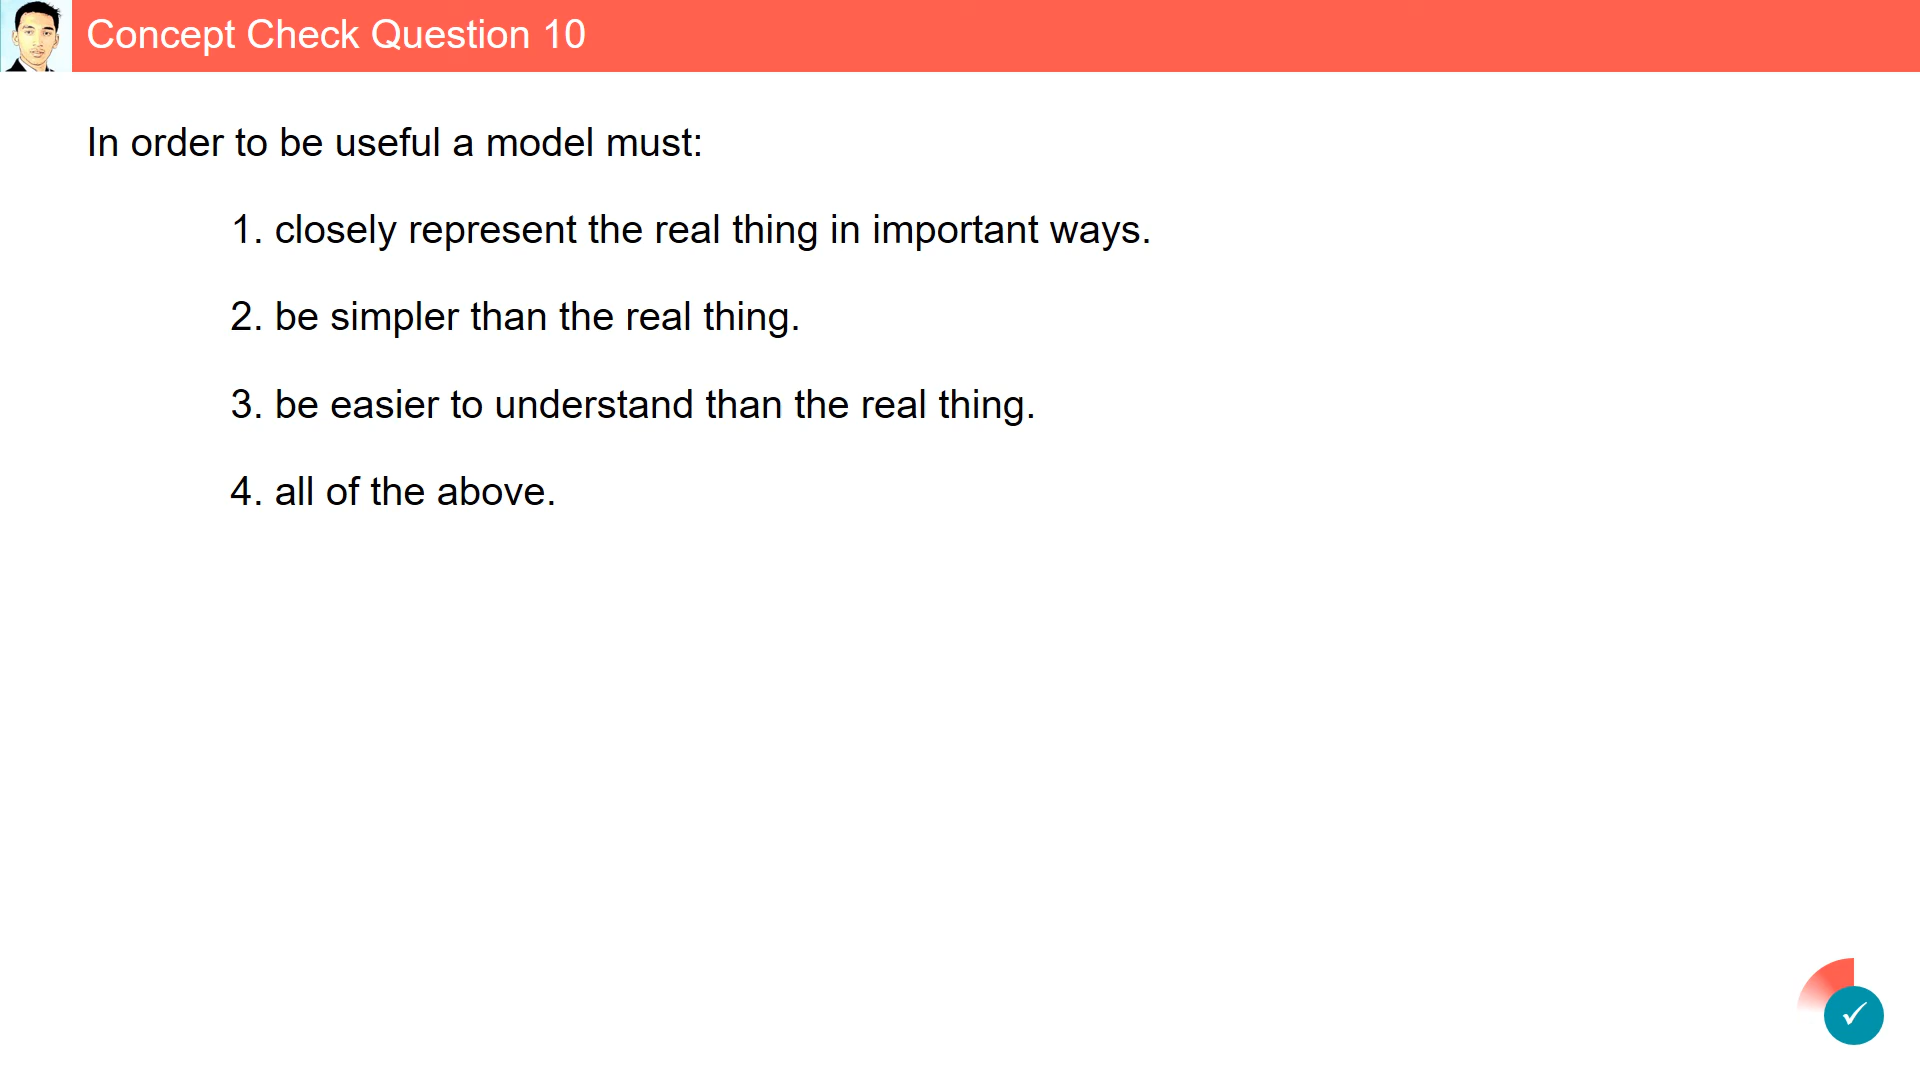 Concept Check Question 10
In order to be useful a model must:
1. closely represent the real thing in important ways.
2. be simpler than the real thing.
3. be easier to understand than the real thing.
4. all of the above.